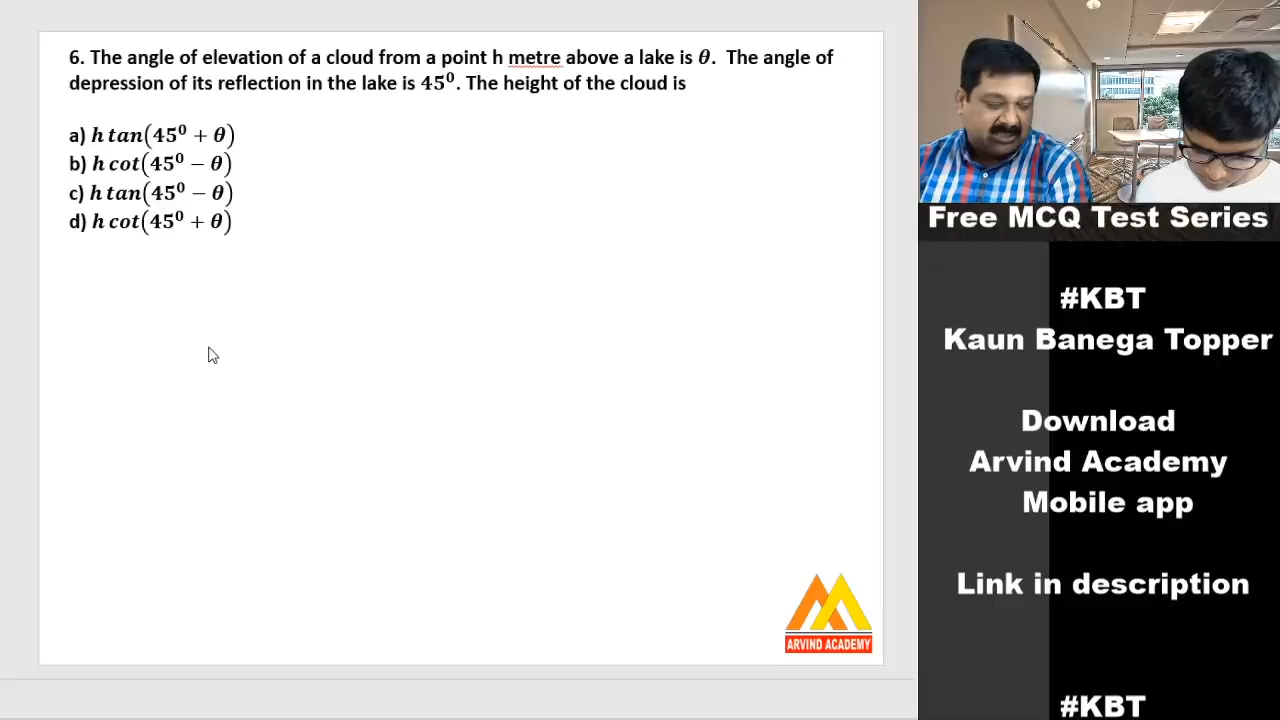 6. The angle of elevation of a cloud from a point h metre above a lake is θ. The angle of
depression of its reflection in the lake is 45⁰. The height of the cloud is
a) h tan(45⁰ + θ)
b) h cot(45⁰ − θ)
c) h tan(45⁰ − θ)
d) h cot(45⁰ + θ)
ARVIND ACADEMY
Free MCQ Test Series
#KBT
Kaun Banega Topper
Download
Arvind Academy
Mobile app
Link in description
#KBT